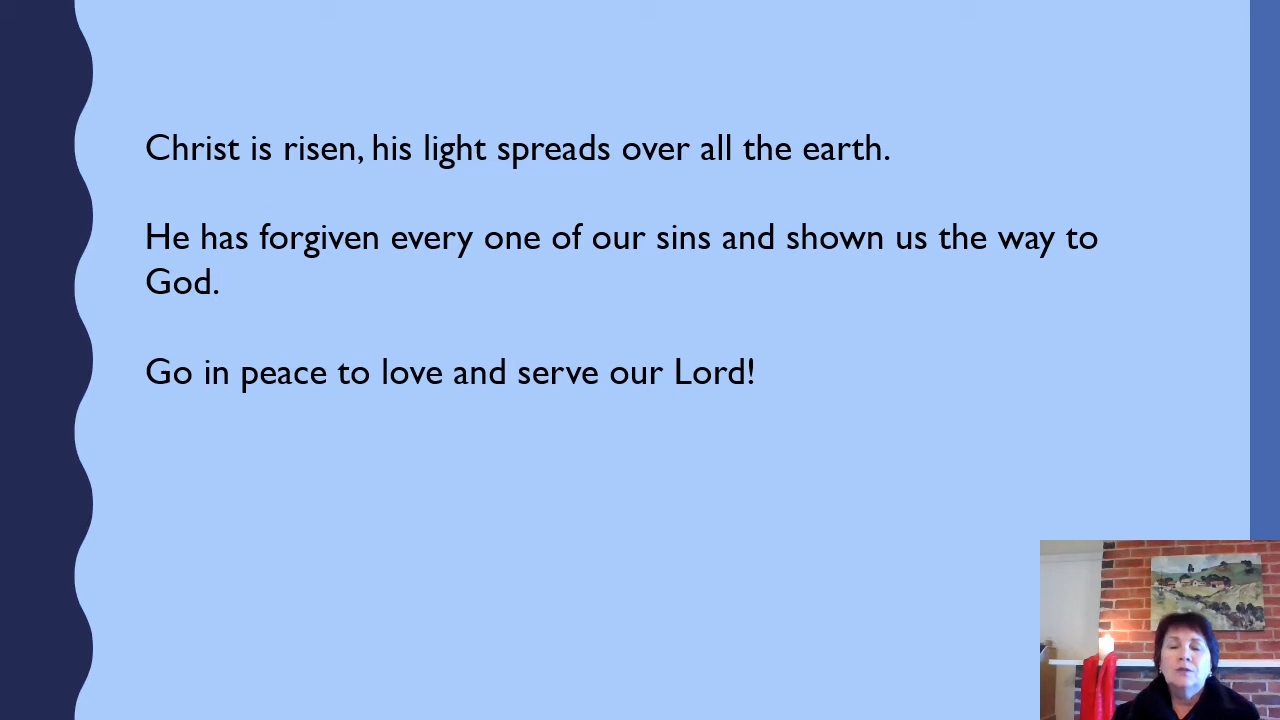 Christ is risen, his light spreads over all the earth.
He has forgiven every one of our sins and shown us the way to
God.
Go in peace to love and serve our Lord!